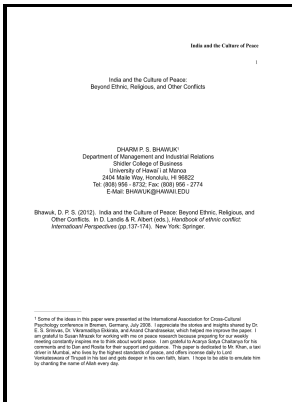 India and the Culture of Peace
1
India and the Culture of Peace:
Beyond Ethnic, Religious, and Other Conflicts
DHARM P. S. BHAWUK¹
Department of Management and Industrial Relations
Shidler College of Business
University of Hawai`i at Manoa
2404 Maile Way, Honolulu, HI 96822
Tel: (808) 956 - 8732; Fax: (808) 956 - 2774
E-Mail: BHAWUK@HAWAII.EDU
Bhawuk, D. P. S. (2012). India and the Culture of Peace: Beyond Ethnic, Religious, and
Other Conflicts, In D. Landis & R. Albert (eds.), Handbook of ethnic conflict:
Internatioanl Perspectives (pp.137-174). New York: Springer.
¹ Some of the ideas in this paper were presented at the International Association for Cross-Cultural
Psychology conference in Bremen, Germany, July 2008. I appreciate the stories and insights shared by Dr.
E. S. Srinivas, Dr. Vikramaditya Ekkirala, and Anand Chandrasekar, which helped me improve the paper. I
am grateful to Susan Mrazek for working with me on peace research because preparing for our weekly
meeting constantly inspires me to think about world peace. I am grateful to Acarya Satya Chaitanya for his
comments and to Dan and Rosita for their support and guidance. This paper is dedicated to Mr. Khan, a taxi
driver in Mumbai, who lives by the highest standards of peace, and offers incense daily to Lord
Venkateswara of Tirupati in his taxi and gets deeper in his own faith, Islam. I hope to be able to emulate him
by chanting the name of Allah every day.